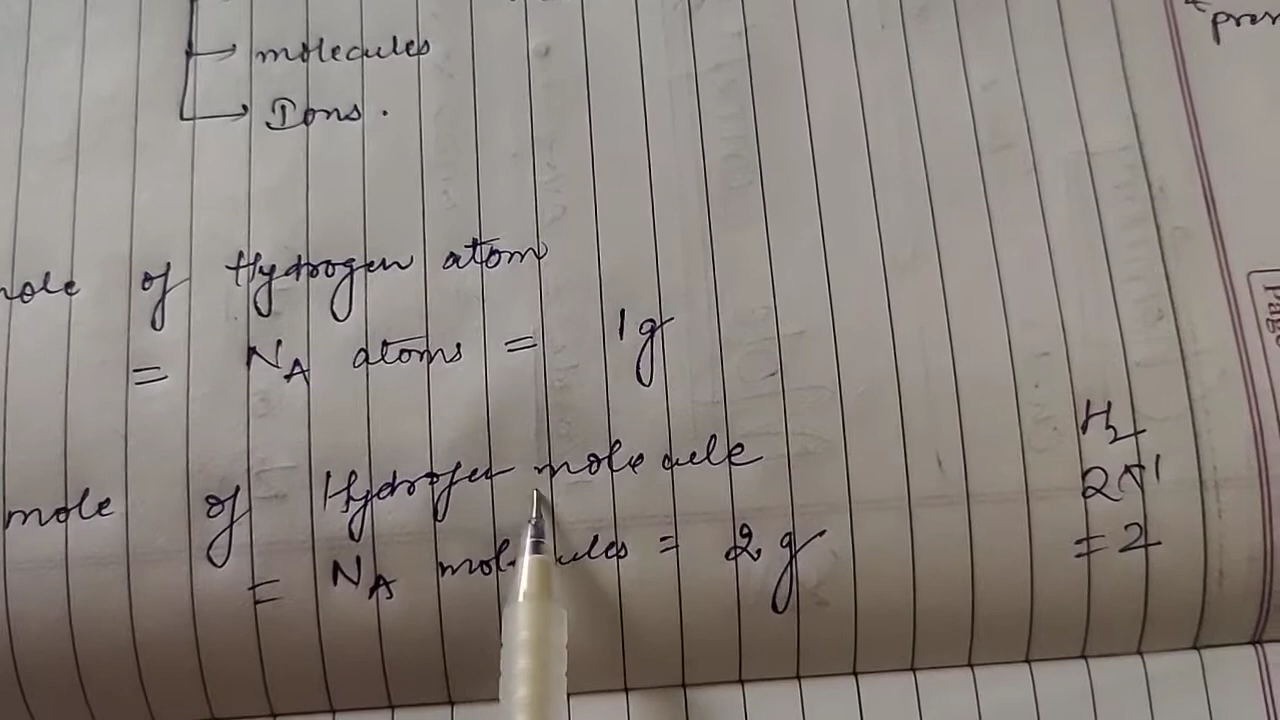 → molecules
→ Ions.
of Hydrogen atom
= NA atoms = 1g
mole of Hydrogen molecule
= NA molecules = 2g
H2
2×1
= 2